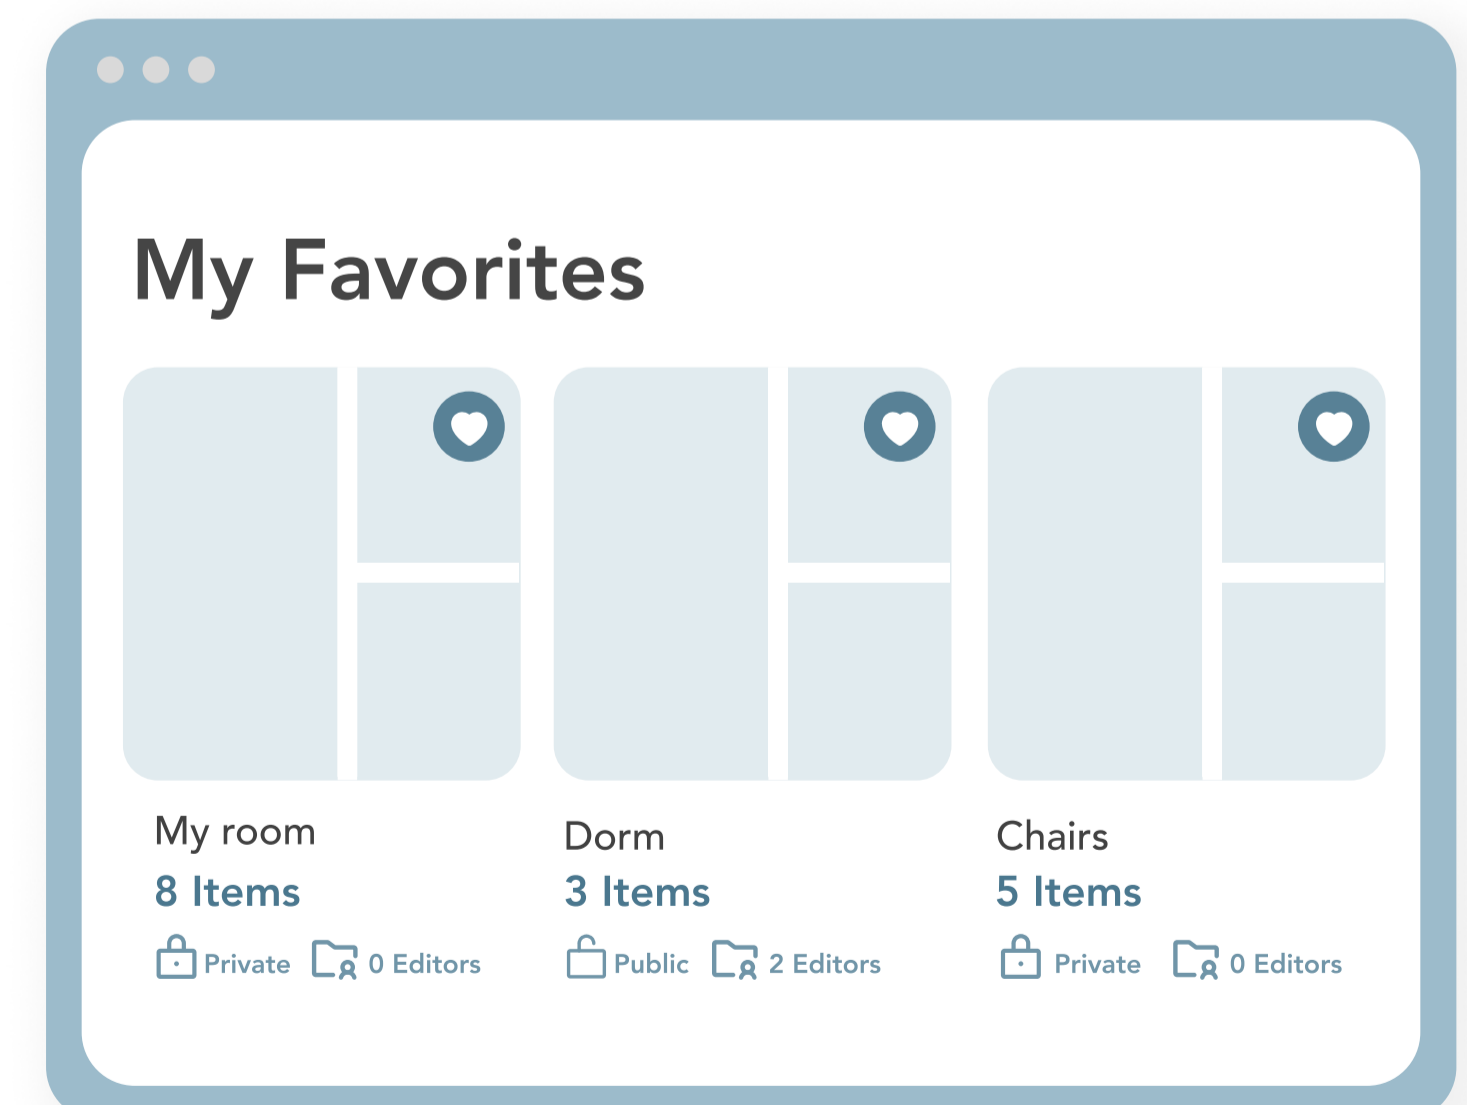 My Favorites
My room
8 Items
Private 0 Editors
Dorm
3 Items
Public 2 Editors
Chairs
5 Items
Private 0 Editors